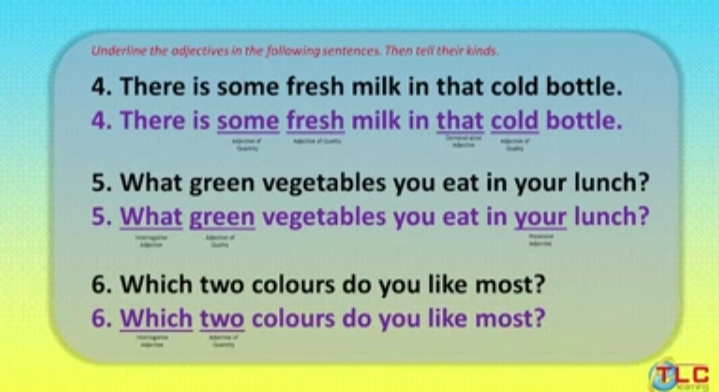 Underline the adjectives in the following sentences. Then tell their kinds.
4. There is some fresh milk in that cold bottle.
4. There is some fresh milk in that cold bottle.
Adjective of Adjective of Quality Demonstrative Adjective of
Quantity Adjective Quality
5. What green vegetables you eat in your lunch?
5. What green vegetables you eat in your lunch?
Interrogative Adjective of Possessive
Adjective Quality Adjective
6. Which two colours do you like most?
6. Which two colours do you like most?
Interrogative Adjective of
Adjective Quantity
TLC
learning